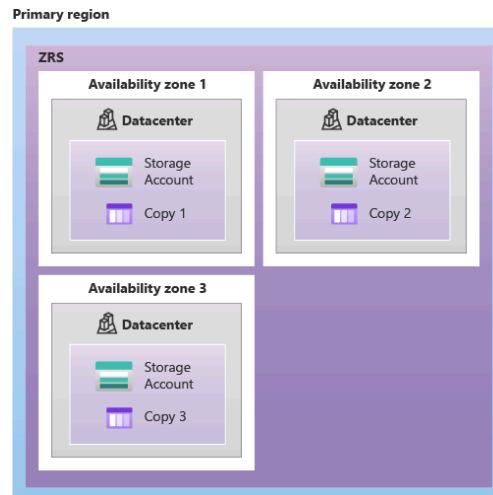 Primary region
ZRS
Availability zone 1
Datacenter
Storage
Account
Copy 1
Availability zone 2
Datacenter
Storage
Account
Copy 2
Availability zone 3
Datacenter
Storage
Account
Copy 3